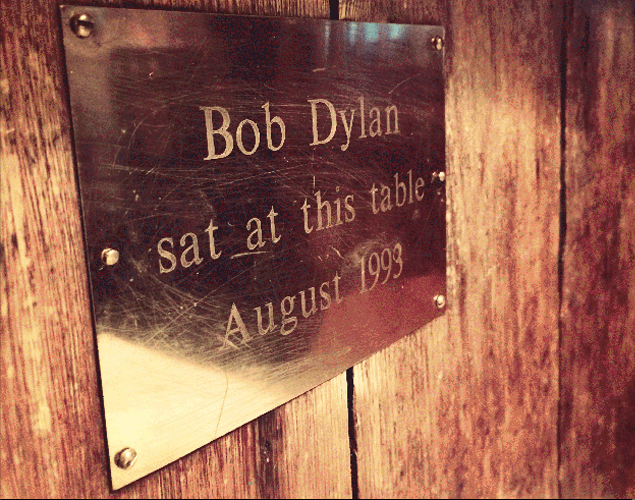 Bob Dylan
sat at this table
August 1993